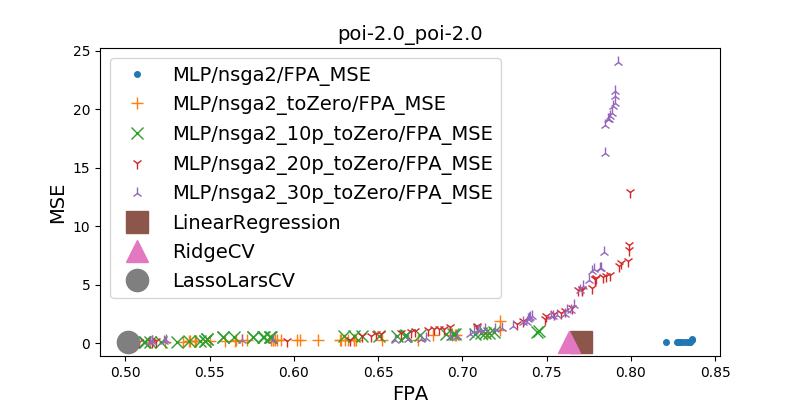 poi-2.0_poi-2.0
MSE
25
20
15
10
5
0
MLP/nsga2/FPA_MSE
MLP/nsga2_toZero/FPA_MSE
MLP/nsga2_10p_toZero/FPA_MSE
MLP/nsga2_20p_toZero/FPA_MSE
MLP/nsga2_30p_toZero/FPA_MSE
LinearRegression
RidgeCV
LassoLarsCV
0.50 0.55 0.60 0.65 0.70 0.75 0.80 0.85
FPA